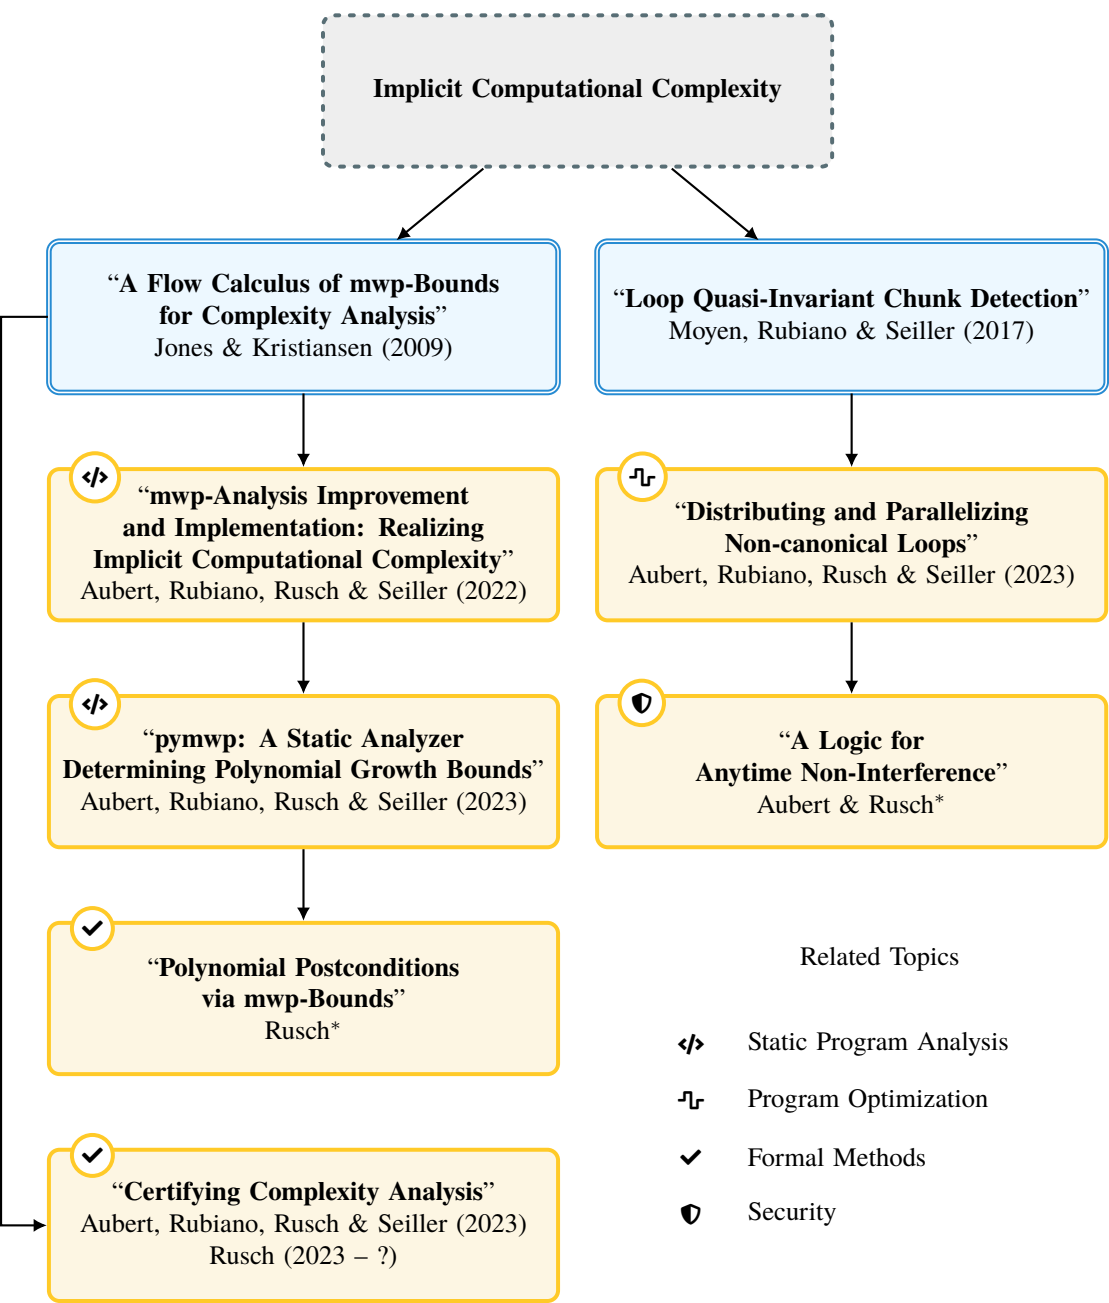 Implicit Computational Complexity
“A Flow Calculus of mwp-Bounds
for Complexity Analysis”
Jones & Kristiansen (2009)
“Loop Quasi-Invariant Chunk Detection”
Moyen, Rubiano & Seiller (2017)
“mwp-Analysis Improvement
and Implementation: Realizing
Implicit Computational Complexity”
Aubert, Rubiano, Rusch & Seiller (2022)
“Distributing and Parallelizing
Non-canonical Loops”
Aubert, Rubiano, Rusch & Seiller (2023)
“pymwp: A Static Analyzer
Determining Polynomial Growth Bounds”
Aubert, Rubiano, Rusch & Seiller (2023)
“A Logic for
Anytime Non-Interference”
Aubert & Rusch*
“Polynomial Postconditions
via mwp-Bounds”
Rusch*
“Certifying Complexity Analysis”
Aubert, Rubiano, Rusch & Seiller (2023)
Rusch (2023 – ?)
Related Topics
Static Program Analysis
Program Optimization
Formal Methods
Security